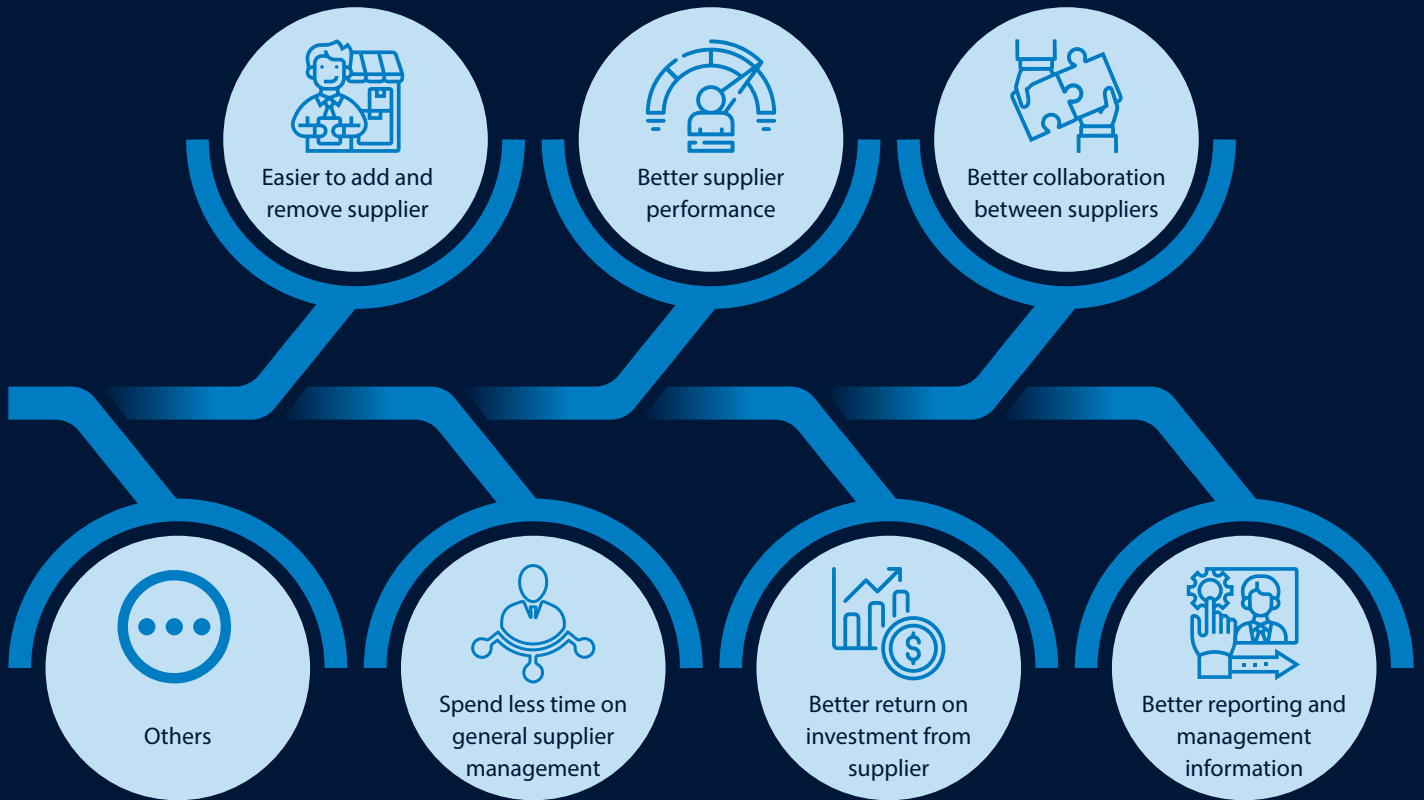 Easier to add and
remove supplier
Better supplier
performance
Better collaboration
between suppliers
Others
Spend less time on
general supplier
management
Better return on
investment from
supplier
Better reporting and
management
information